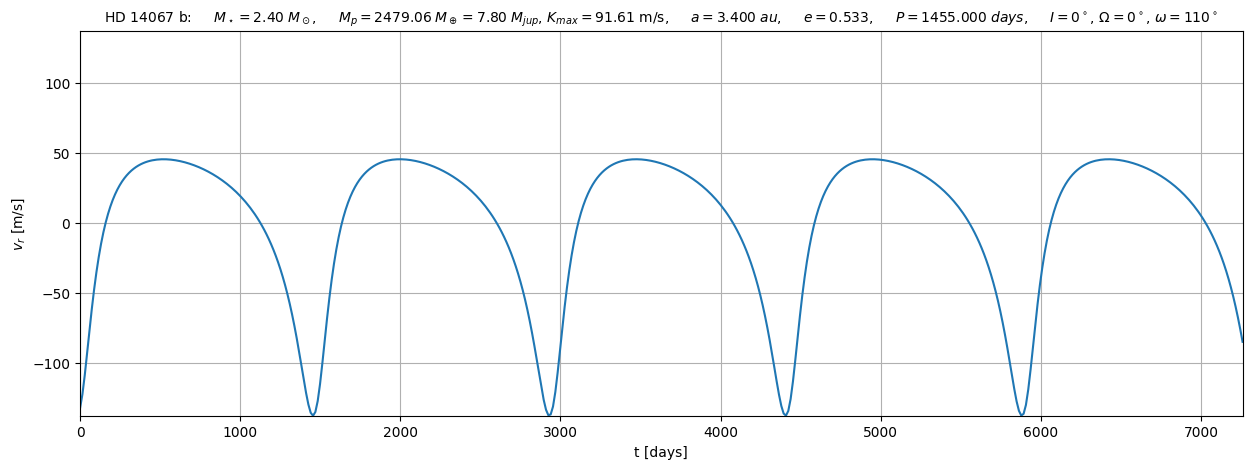 HD 14067 b: M⋆ = 2.40 M⊙, Mp = 2479.06 M⊕ = 7.80 Mjup, Kmax = 91.61 m/s, a = 3.400 au, e = 0.533, P = 1455.000 days, I = 0°, Ω = 0°, ω = 110°
100
50
0
−50
−100
vr [m/s]
0 1000 2000 3000 4000 5000 6000 7000
t [days]